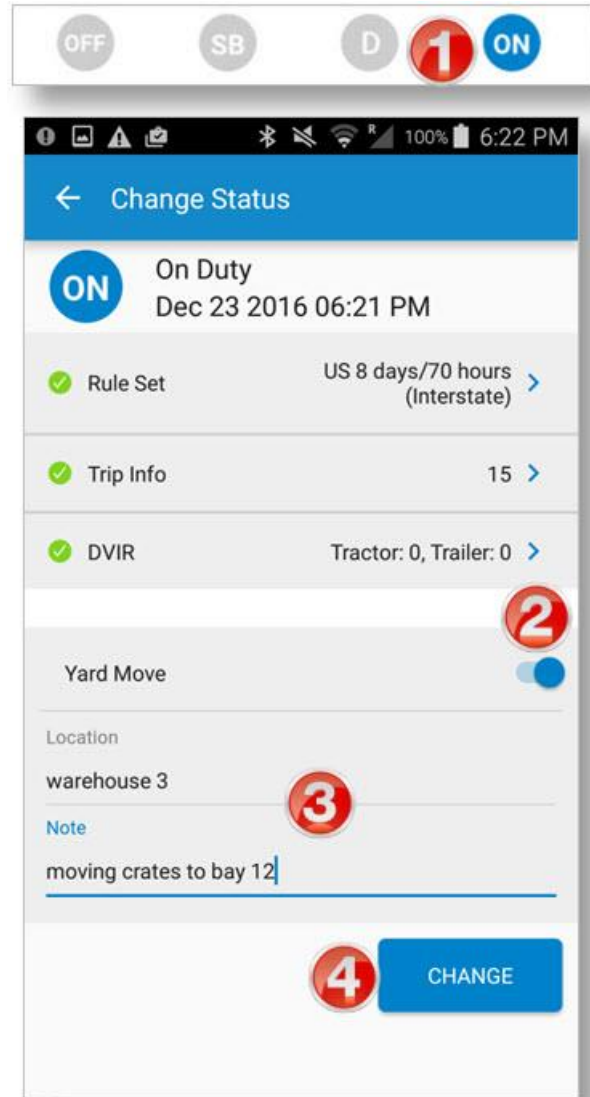 OFF SB D 1 ON
R 100% 6:22 PM
Change Status
ON On Duty
Dec 23 2016 06:21 PM
Rule Set US 8 days/70 hours
(Interstate)
Trip Info 15
DVIR Tractor: 0, Trailer: 0
2
Yard Move
Location
warehouse 3
3
Note
moving crates to bay 12
4 CHANGE